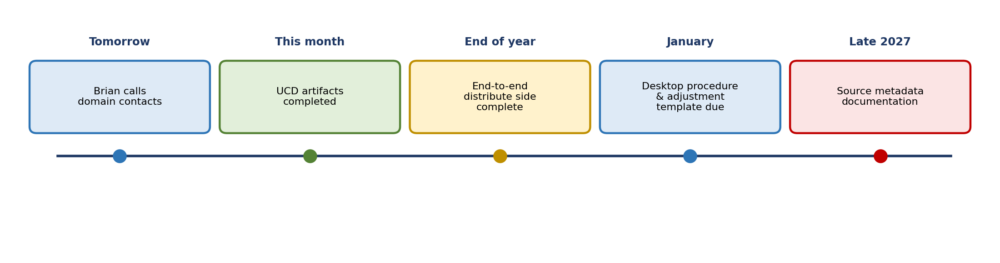 Tomorrow
Brian calls
domain contacts
This month
UCD artifacts
completed
End of year
End-to-end
distribute side
complete
January
Desktop procedure
& adjustment
template due
Late 2027
Source metadata
documentation